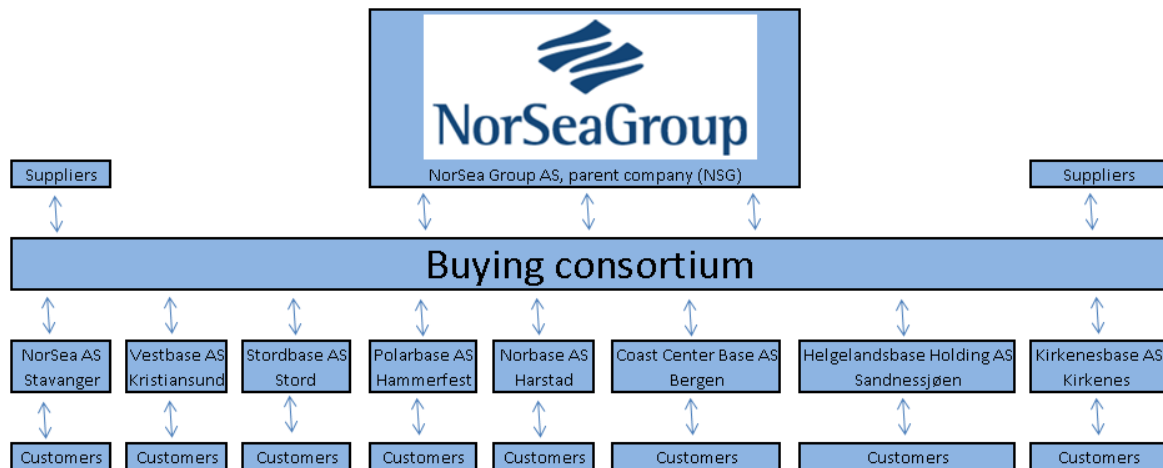 NorSeaGroup
NorSea Group AS, parent company (NSG)
Suppliers
Suppliers
Buying consortium
NorSea AS
Stavanger
Vestbase AS
Kristiansund
Stordbase AS
Stord
Polarbase AS
Hammerfest
Norbase AS
Harstad
Coast Center Base AS
Bergen
Helgelandsbase Holding AS
Sandnessjøen
Kirkenesbase AS
Kirkenes
Customers
Customers
Customers
Customers
Customers
Customers
Customers
Customers